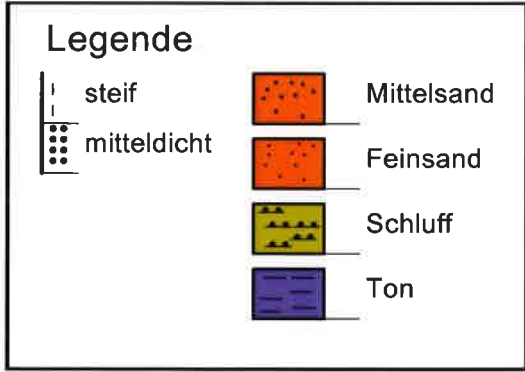 Legende
steif
mitteldicht
Mittelsand
Feinsand
Schluff
Ton